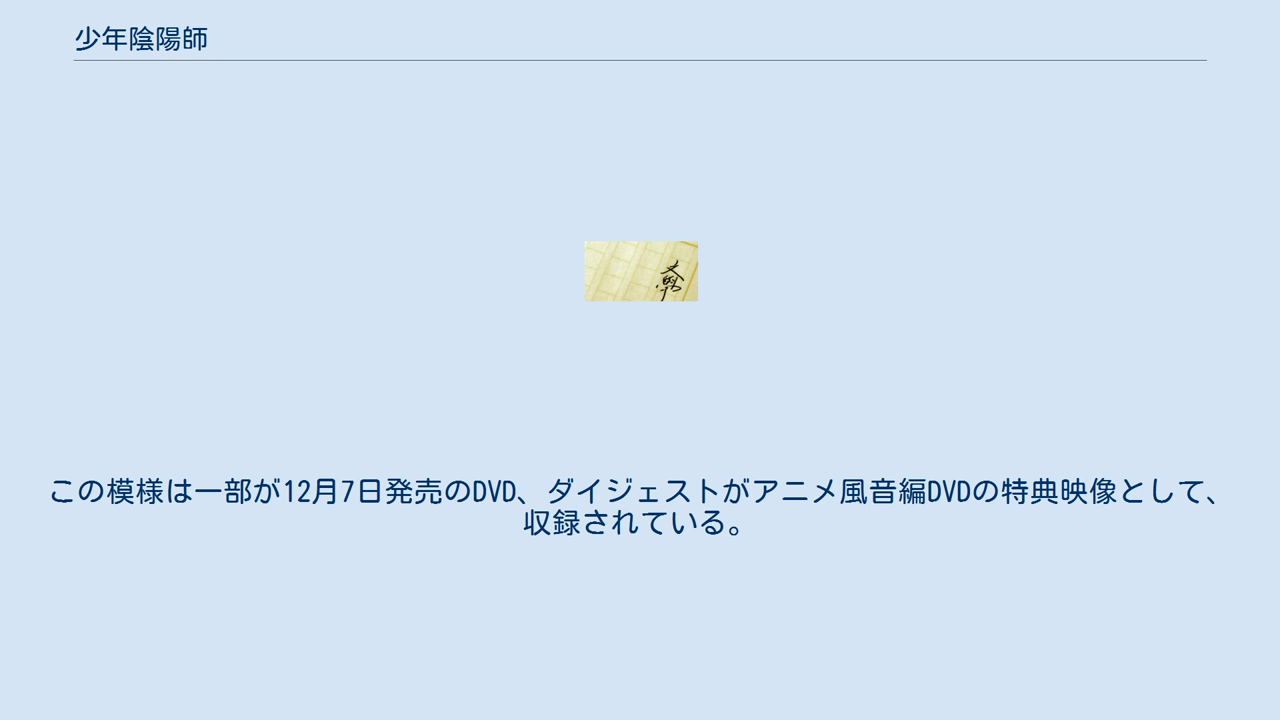 少年陰陽師
この模様は一部が12月7日発売のDVD、ダイジェストがアニメ風音編DVDの特典映像として、
収録されている。